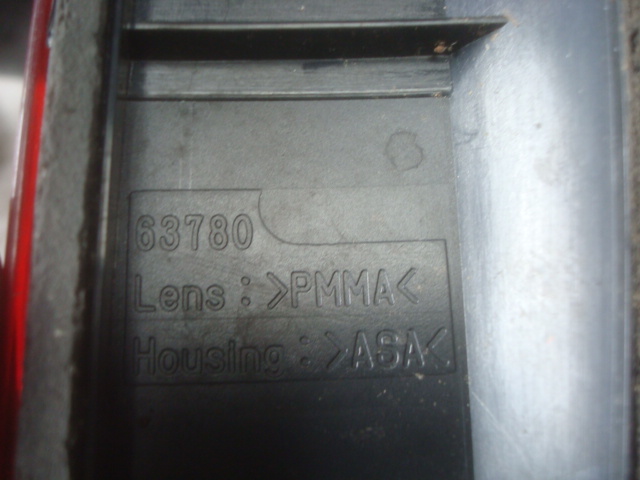 63780
Lens : >PMMA<
Housing : >ASA<